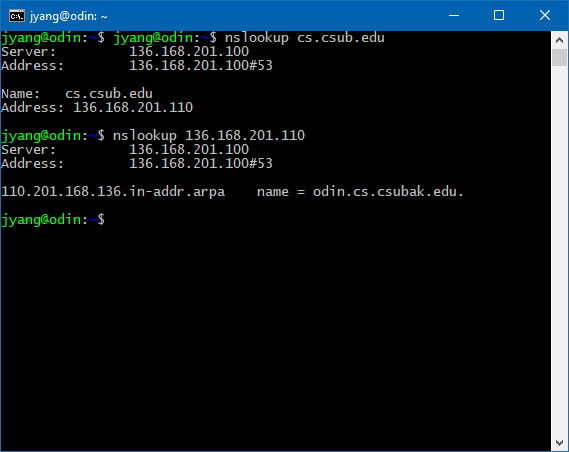 jyang@odin: ~
jyang@odin:~$ jyang@odin:~$ nslookup cs.csub.edu
Server:         136.168.201.100
Address:        136.168.201.100#53
Name:   cs.csub.edu
Address: 136.168.201.110
jyang@odin:~$ nslookup 136.168.201.110
Server:         136.168.201.100
Address:        136.168.201.100#53
110.201.168.136.in-addr.arpa    name = odin.cs.csubak.edu.
jyang@odin:~$